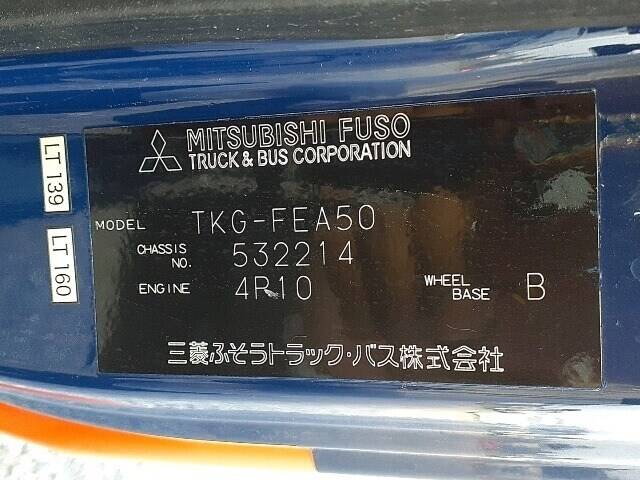 MITSUBISHI FUSO
TRUCK & BUS CORPORATION
MODEL TKG-FEA50
CHASSIS NO. 532214
ENGINE 4P10 WHEEL BASE B
三菱ふそうトラック・バス株式会社
LT 139
LT 160